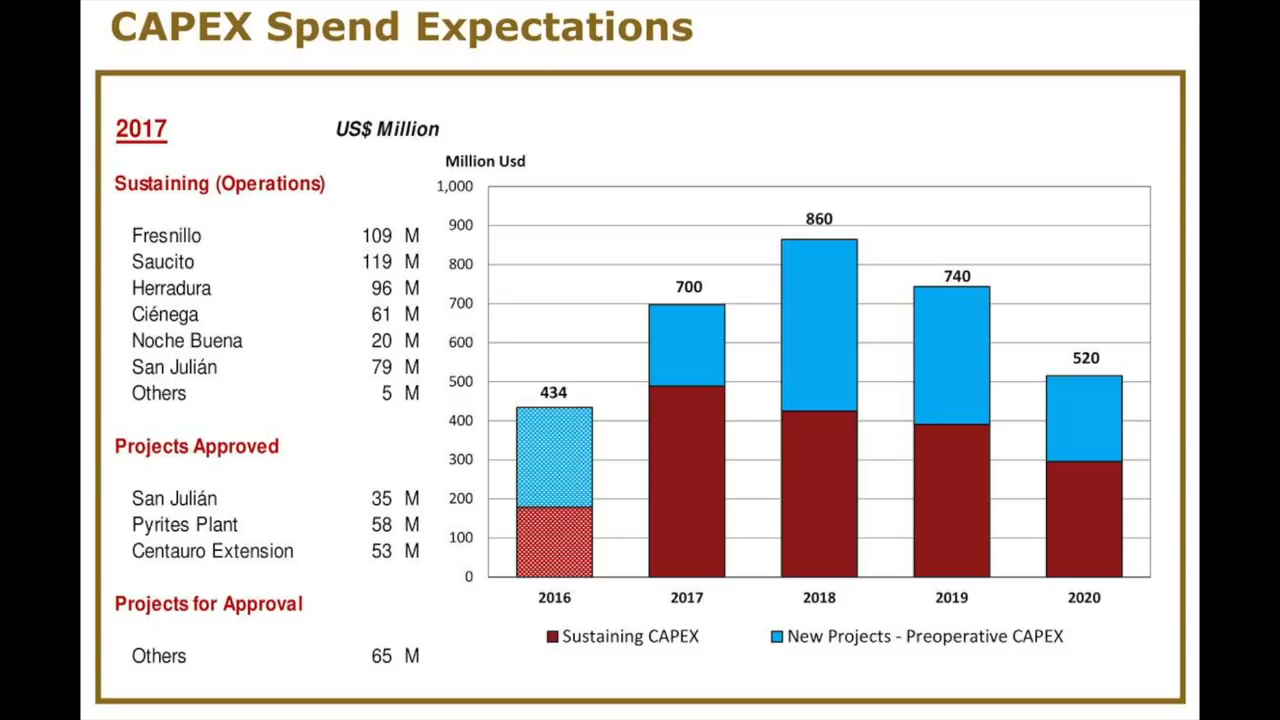 CAPEX Spend Expectations
2017 US$ Million
Sustaining (Operations)
Fresnillo 109 M
Saucito 119 M
Herradura 96 M
Ciénega 61 M
Noche Buena 20 M
San Julián 79 M
Others 5 M
Projects Approved
San Julián 35 M
Pyrites Plant 58 M
Centauro Extension 53 M
Projects for Approval
Others 65 M
Million Usd
1,000
900
800
700
600
500
400
300
200
100
0
434
700
860
740
520
2016 2017 2018 2019 2020
Sustaining CAPEX New Projects - Preoperative CAPEX